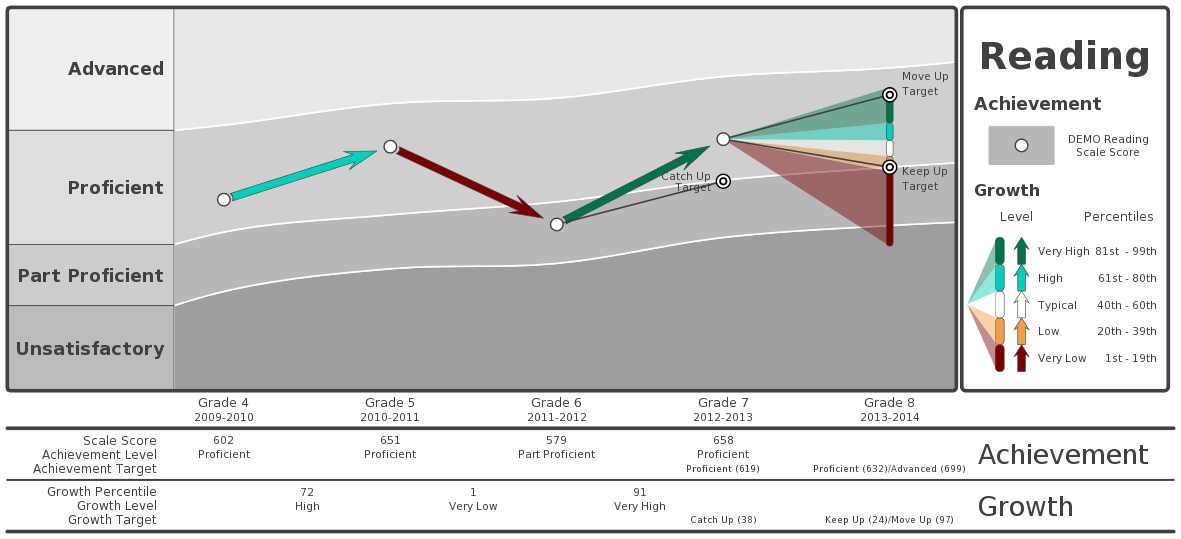 Advanced
Proficient
Part Proficient
Unsatisfactory
Move Up
Target
Catch Up
Target
Keep Up
Target
Reading
Achievement
DEMO Reading
Scale Score
Growth
Level Percentiles
Very High 81st - 99th
High 61st - 80th
Typical 40th - 60th
Low 20th - 39th
Very Low 1st - 19th
Grade 4 Grade 5 Grade 6 Grade 7 Grade 8
2009-2010 2010-2011 2011-2012 2012-2013 2013-2014
Scale Score 602 651 579 658
Achievement Level Proficient Proficient Part Proficient Proficient
Achievement Target Proficient (619) Proficient (632)/Advanced (699)
Achievement
Growth Percentile 72 1 91
Growth Level High Very Low Very High
Growth Target Catch Up (38) Keep Up (24)/Move Up (97)
Growth